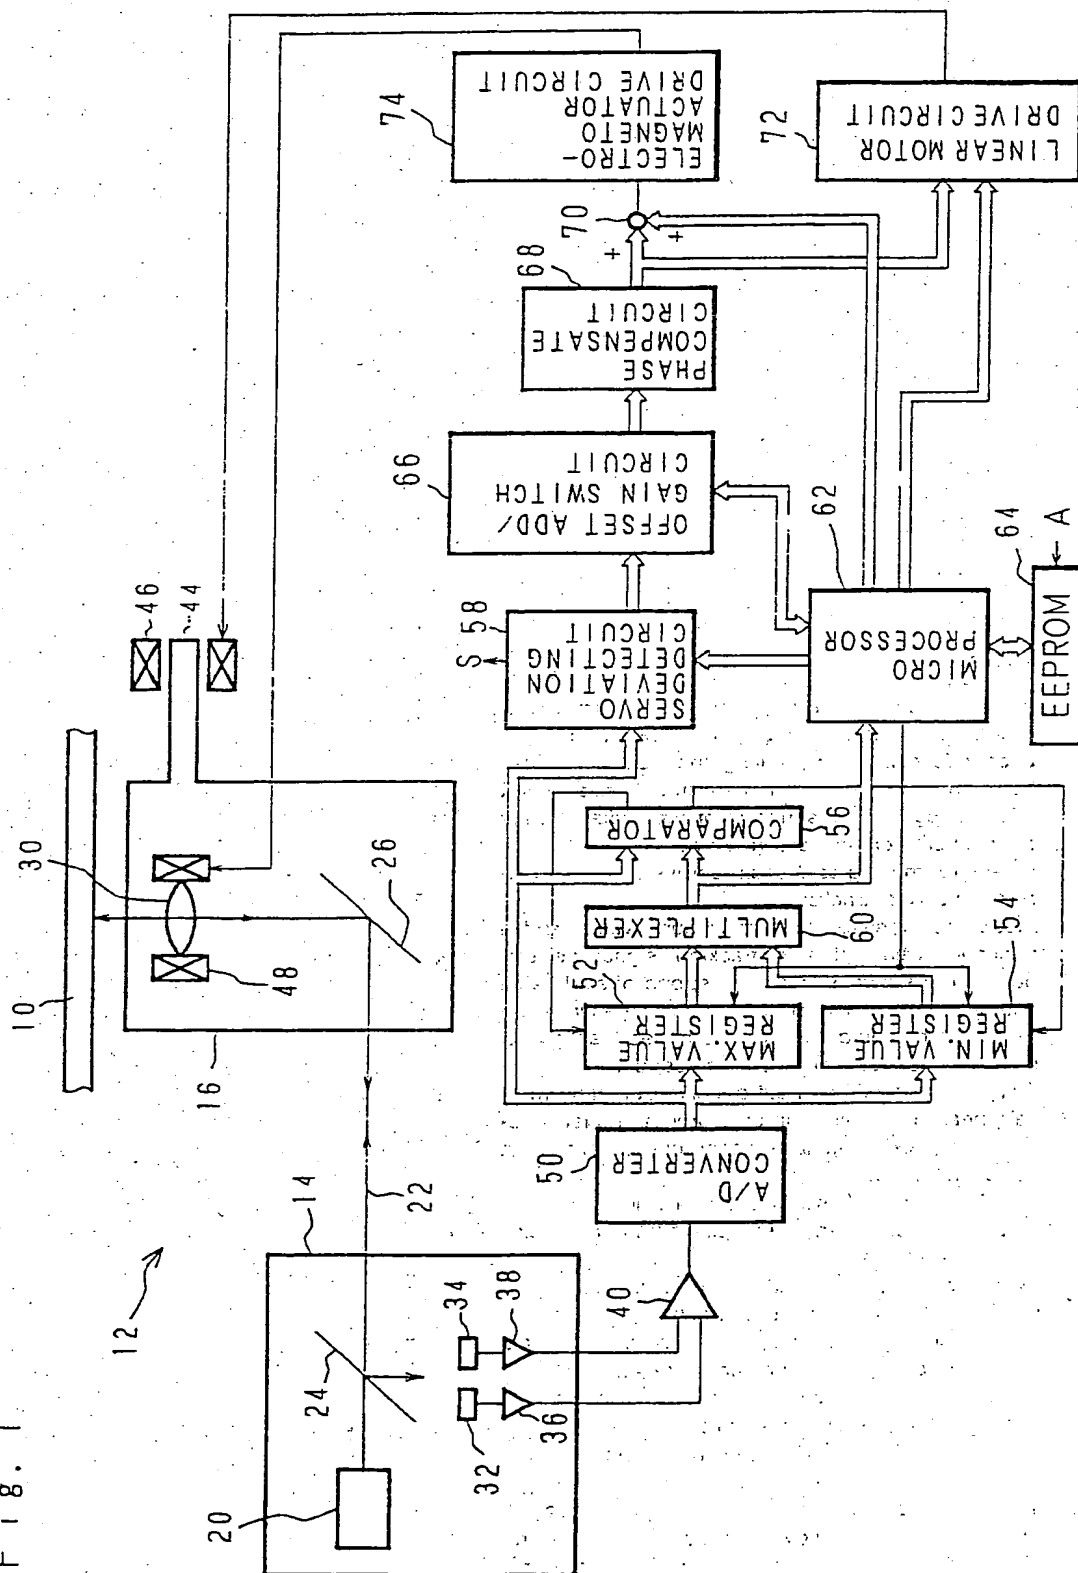 Fig. 1
10
12
14
16
20
22
24
26
30
32
34
36
38
40
44
46
48
50
A/D
CONVERTER
52
MAX. VALUE
REGISTER
54
MIN. VALUE
REGISTER
60
MULTIPLEXER
56
COMPARATOR
58
S
SERVO
DEVIATION
DETECTING
CIRCUIT
62
MICRO
PROCESSOR
64
EEPROM
A
66
OFFSET ADD/
GAIN SWITCH
CIRCUIT
68
PHASE
COMPENSATE
CIRCUIT
70
+
+
72
LINEAR MOTOR
DRIVE CIRCUIT
74
ELECTRO-
MAGNETO
ACTUATOR
DRIVE CIRCUIT